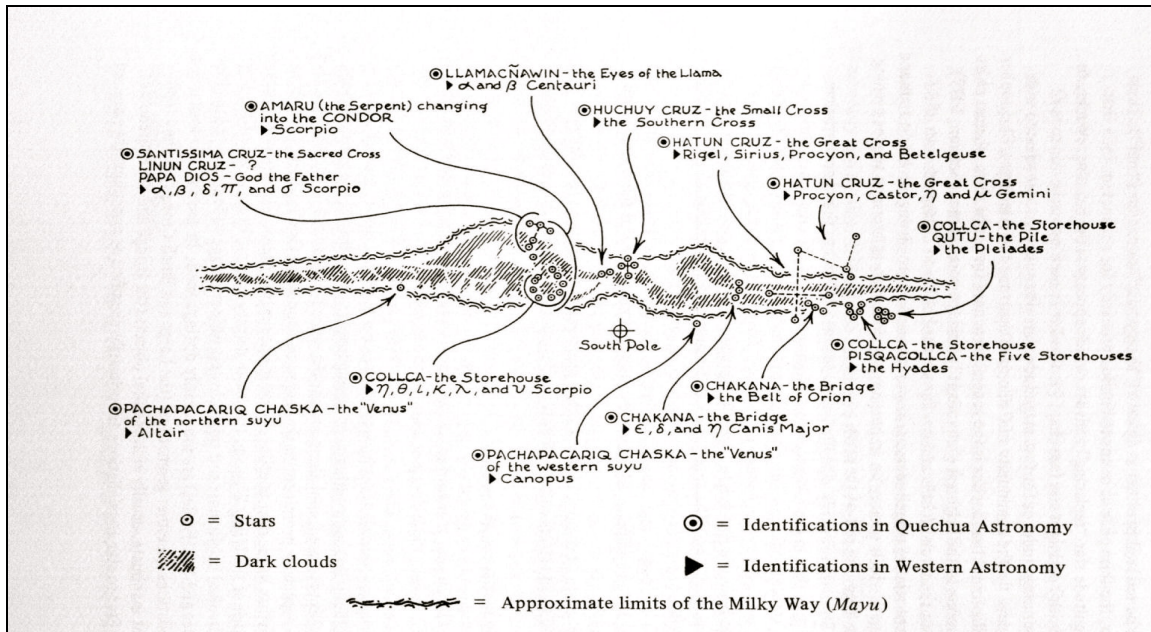 LLAMACÑAWIN - the Eyes of the Llama
α and β Centauri
AMARU (the Serpent) changing
into the CONDOR
Scorpio
HUCHUY CRUZ - the Small Cross
the Southern Cross
SANTISSIMA CRUZ - the Sacred Cross
LINUN CRUZ - ?
PAPA DIOS - God the Father
α, β, δ, π, and σ Scorpio
HATUN CRUZ - the Great Cross
Rigel, Sirius, Procyon, and Betelgeuse
HATUN CRUZ - the Great Cross
Procyon, Castor, η and μ Gemini
COLLCA - the Storehouse
QUTU - the Pile
the Pleiades
South Pole
COLLCA - the Storehouse
PISQACOLLCA - the Five Storehouses
the Hyades
COLLCA - the Storehouse
η, θ, ι, κ, λ, and υ Scorpio
CHAKANA - the Bridge
the Belt of Orion
PACHAPACARIQ CHASKA - the "Venus"
of the northern suyu
Altair
CHAKANA - the Bridge
ε, δ, and η Canis Major
PACHAPACARIQ CHASKA - the "Venus"
of the western suyu
Canopus
= Stars
= Identifications in Quechua Astronomy
= Dark clouds
= Identifications in Western Astronomy
= Approximate limits of the Milky Way (Mayu)